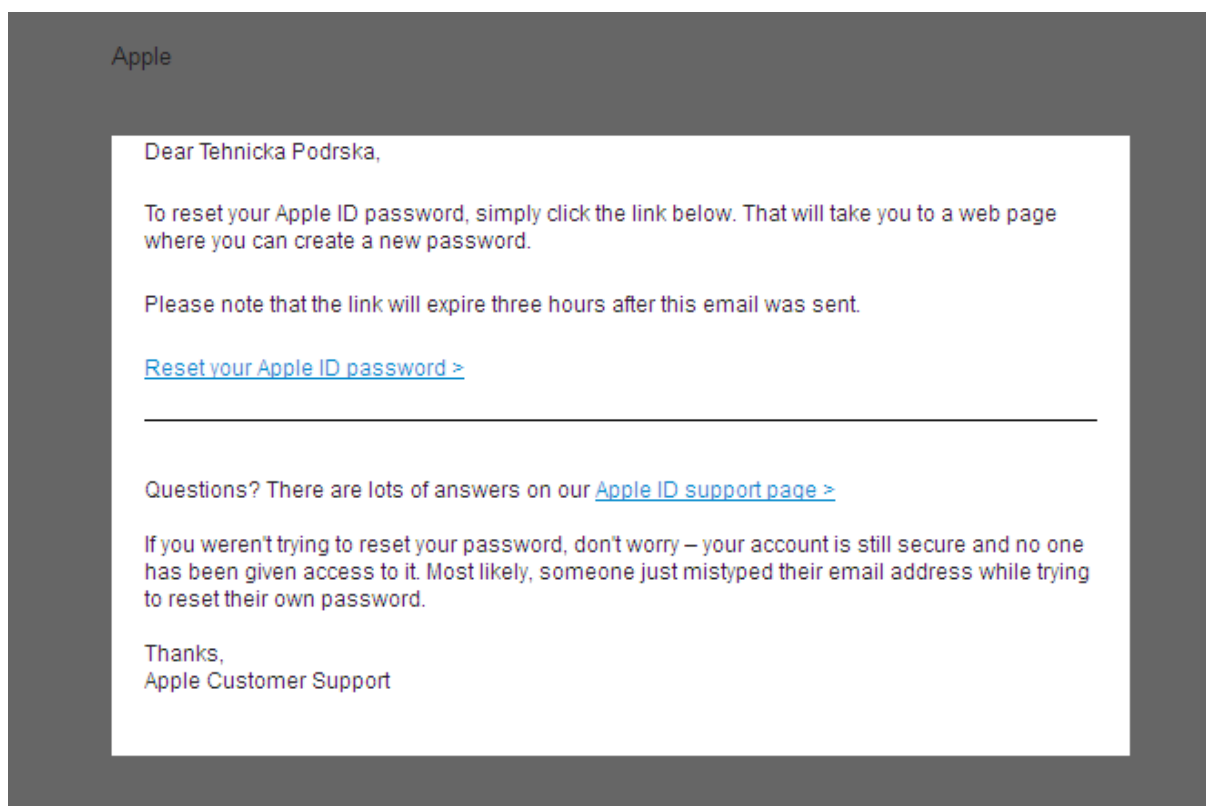 Apple
Dear Tehnicka Podrska,
To reset your Apple ID password, simply click the link below. That will take you to a web page
where you can create a new password.
Please note that the link will expire three hours after this email was sent.
Reset your Apple ID password >
Questions? There are lots of answers on our Apple ID support page >
If you weren't trying to reset your password, don't worry – your account is still secure and no one
has been given access to it. Most likely, someone just mistyped their email address while trying
to reset their own password.
Thanks,
Apple Customer Support